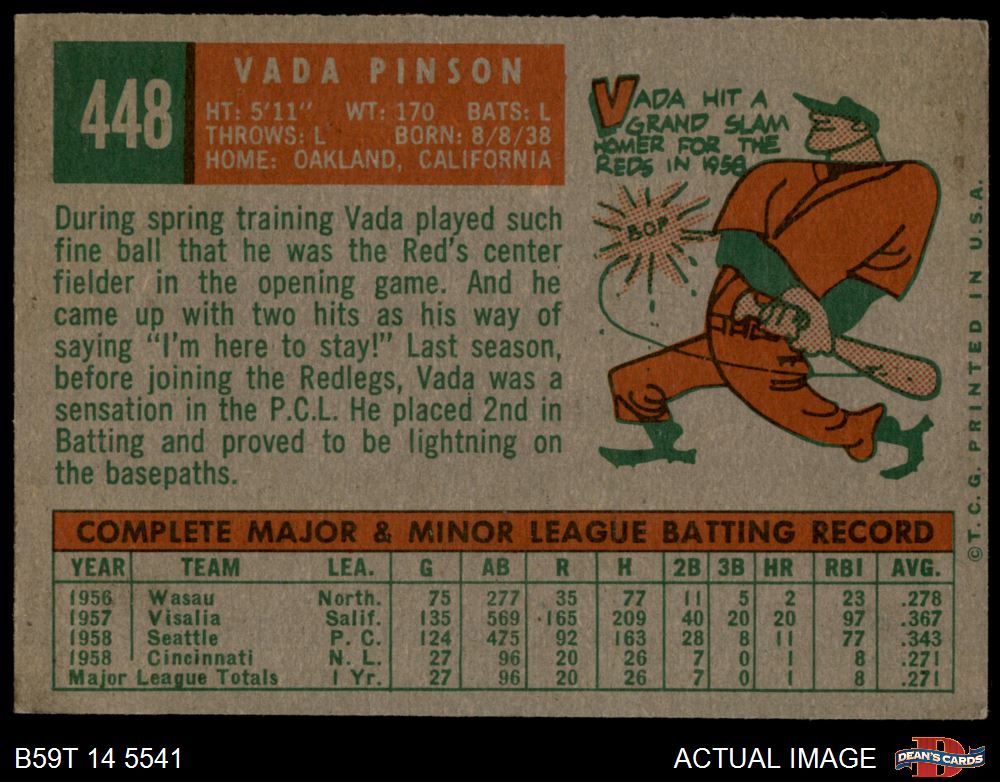 448
VADA PINSON
HT: 5'11" WT: 170 BATS: L
THROWS: L BORN: 8/8/38
HOME: OAKLAND, CALIFORNIA
VADA HIT A
GRAND SLAM
HOMER FOR THE
REDS IN 1958
BOP
During spring training Vada played such
fine ball that he was the Red's center
fielder in the opening game. And he
came up with two hits as his way of
saying "I'm here to stay!" Last season,
before joining the Redlegs, Vada was a
sensation in the P.C.L. He placed 2nd in
Batting and proved to be lightning on
the basepaths.
COMPLETE MAJOR & MINOR LEAGUE BATTING RECORD
YEAR TEAM LEA. G AB R H 2B 3B HR RBI AVG.
1956 Wasau North. 75 277 35 77 11 5 2 23 .278
1957 Visalia Salif. 135 569 165 209 40 20 20 97 .367
1958 Seattle P. C. 124 475 92 163 28 8 11 77 .343
1958 Cincinnati N. L. 27 96 20 26 7 0 1 8 .271
Major League Totals 1 Yr. 27 96 20 26 7 0 1 8 .271
© T. C. G. PRINTED IN U.S.A.
B59T 14 5541
ACTUAL IMAGE
D
DEAN'S CARDS